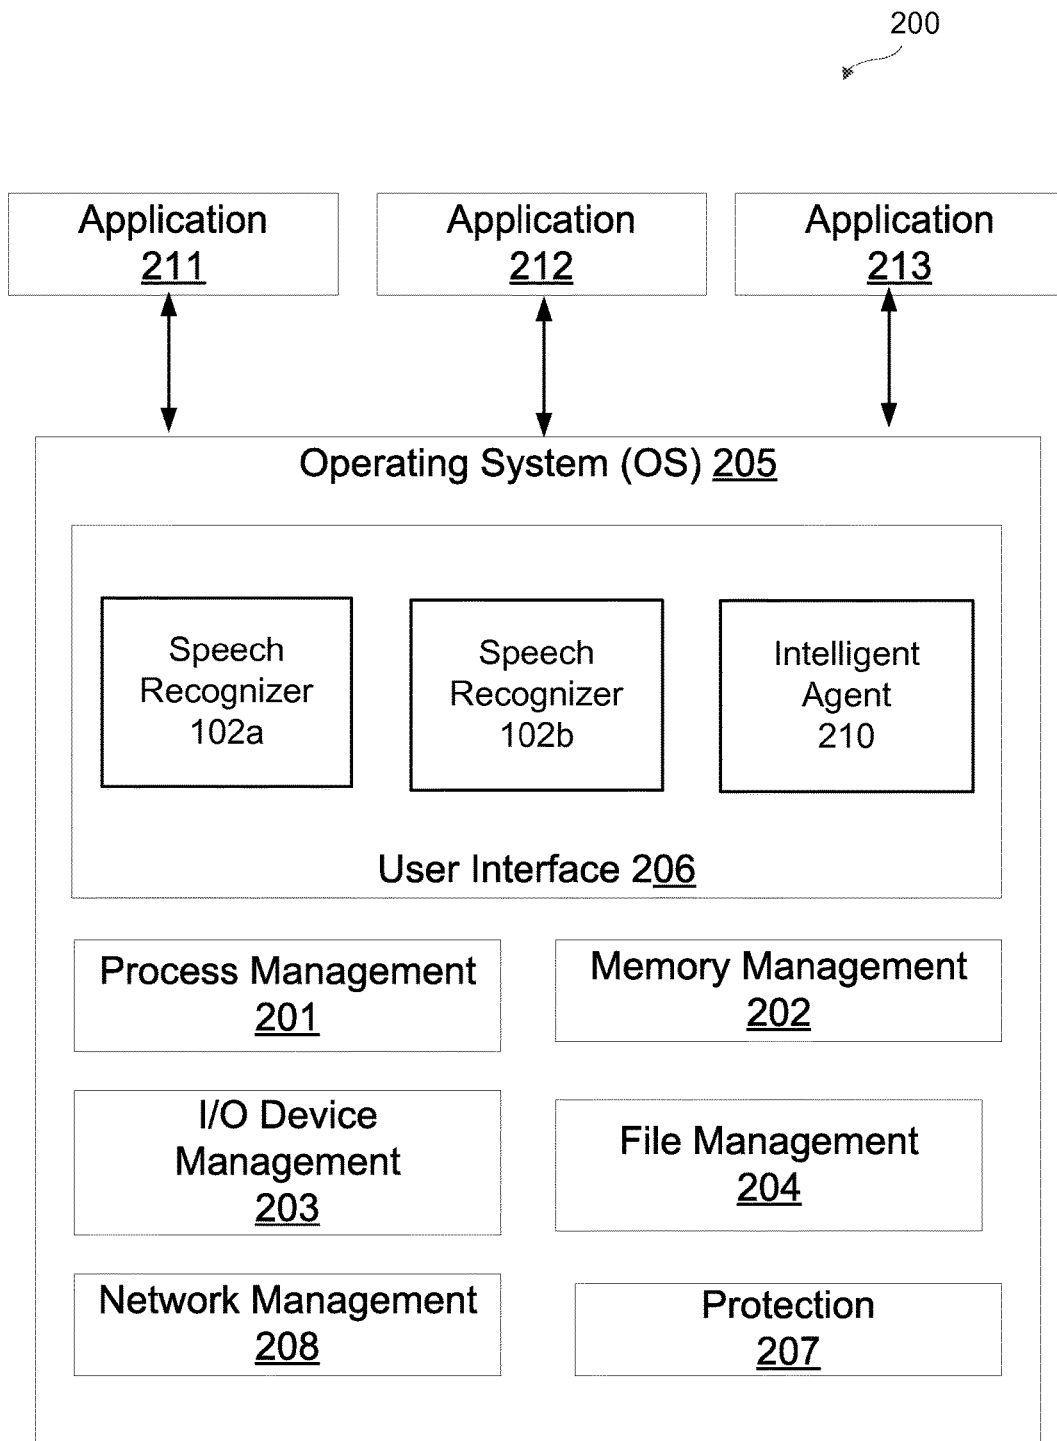 200
Application
211
Application
212
Application
213
Operating System (OS) 205
Speech
Recognizer
102a
Speech
Recognizer
102b
Intelligent
Agent
210
User Interface 206
Process Management
201
Memory Management
202
I/O Device
Management
203
File Management
204
Network Management
208
Protection
207